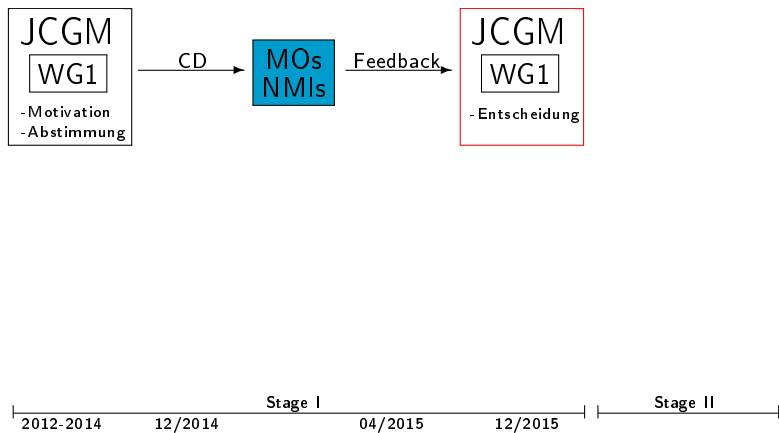 JCGM
WG1
-Motivation
-Abstimmung
CD
MOs
NMIs
Feedback
JCGM
WG1
-Entscheidung
Stage I
Stage II
2012-2014
12/2014
04/2015
12/2015